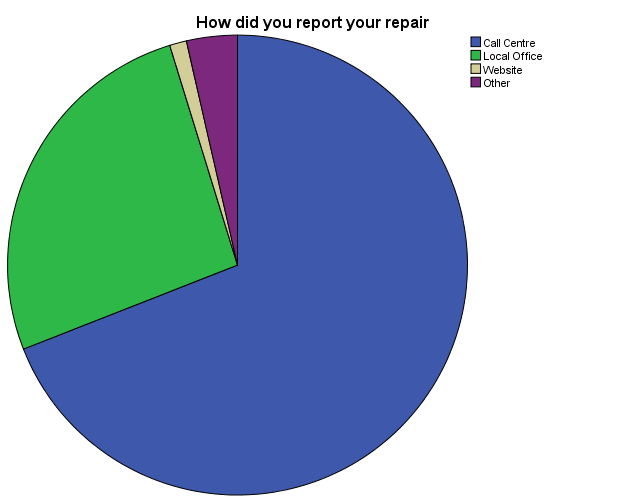 How did you report your repair
Call Centre
Local Office
Website
Other